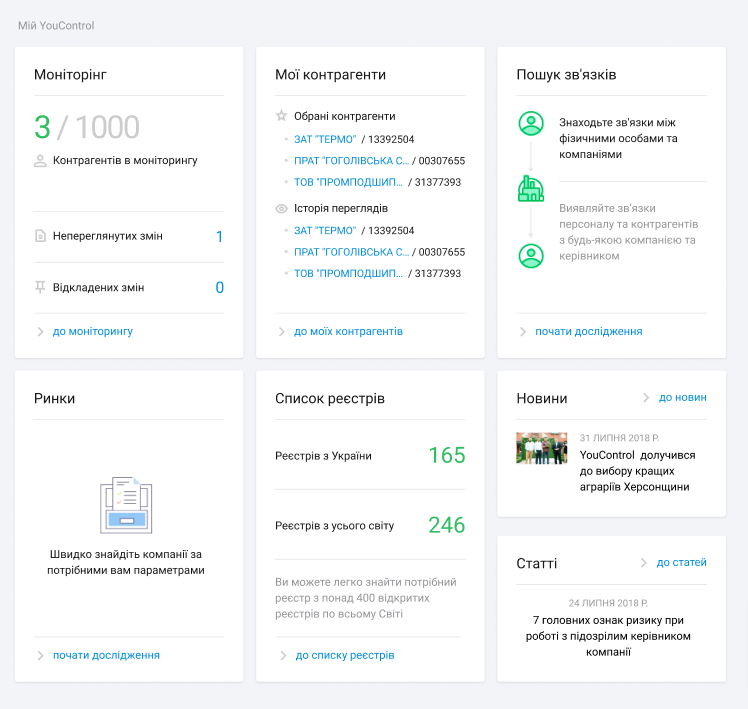 Мій YouControl
Моніторінг
3 / 1000
Контрагентів в моніторингу
Непереглянутих змін 1
Відкладених змін 0
до моніторингу
Мої контрагенти
Обрані контрагенти
ЗАТ "ТЕРМО" / 13392504
ПРАТ "ГОГОЛІВСЬКА С... / 00307655
ТОВ "ПРОМПОДШИП... / 31377393
Історія переглядів
ЗАТ "ТЕРМО" / 13392504
ПРАТ "ГОГОЛІВСЬКА С... / 00307655
ТОВ "ПРОМПОДШИП... / 31377393
до моїх контрагентів
Пошук зв'язків
Знаходьте зв'язки між
фізичними особами та
компаніями
Виявляйте зв'язки
персоналу та контрагентів
з будь-якою компанією та
керівником
почати дослідження
Ринки
Швидко знайдіть компанії за
потрібними вам параметрами
почати дослідження
Список реєстрів
Реєстрів з України 165
Реєстрів з усього світу 246
Ви можете легко знайти потрібний
реєстр з понад 400 відкритих
реєстрів по всьому Світі
до списку реєстрів
Новини до новин
31 ЛИПНЯ 2018 Р.
YouControl долучився
до вибору кращих
аграріїв Херсонщини
Статті до статей
24 ЛИПНЯ 2018 Р.
7 головних ознак ризику при
роботі з підозрілим керівником
компанії